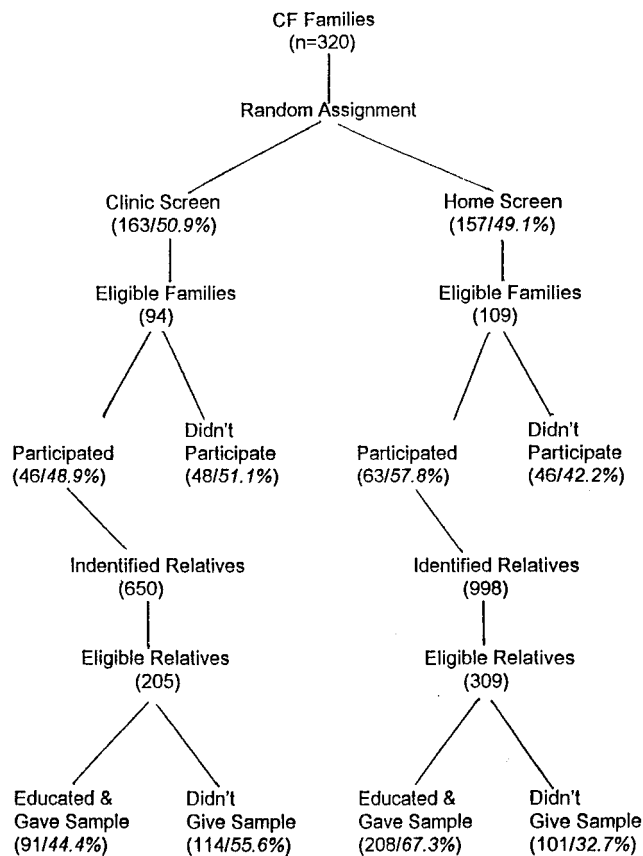 CF Families
(n=320)
Random Assignment
Clinic Screen
(163/50.9%)
Home Screen
(157/49.1%)
Eligible Families
(94)
Eligible Families
(109)
Participated
(46/48.9%)
Didn't
Participate
(48/51.1%)
Participated
(63/57.8%)
Didn't
Participate
(46/42.2%)
Indentified Relatives
(650)
Identified Relatives
(998)
Eligible Relatives
(205)
Eligible Relatives
(309)
Educated &
Gave Sample
(91/44.4%)
Didn't
Give Sample
(114/55.6%)
Educated &
Gave Sample
(208/67.3%)
Didn't
Give Sample
(101/32.7%)